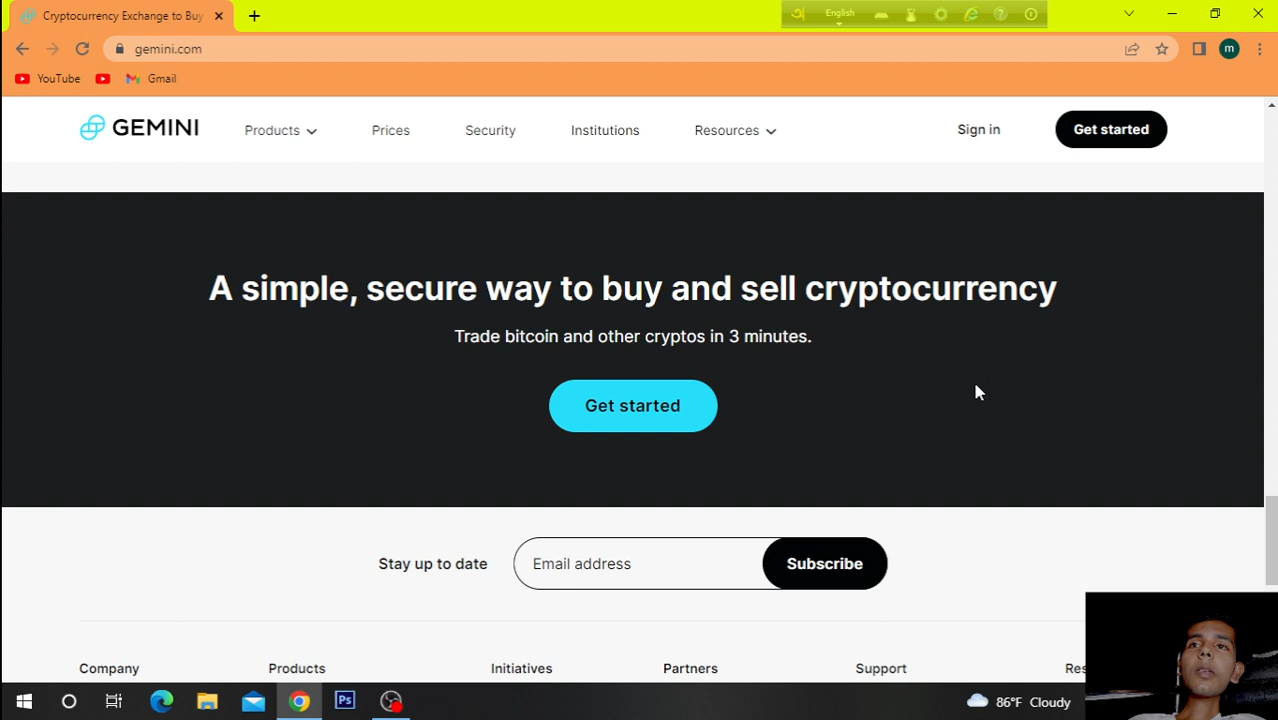 Cryptocurrency Exchange to Buy
অ English
gemini.com
m
YouTube
Gmail
GEMINI
Products
Prices
Security
Institutions
Resources
Sign in
Get started
A simple, secure way to buy and sell cryptocurrency
Trade bitcoin and other cryptos in 3 minutes.
Get started
Stay up to date
Email address
Subscribe
Company
Products
Initiatives
Partners
Support
Res
Ps
86°F Cloudy